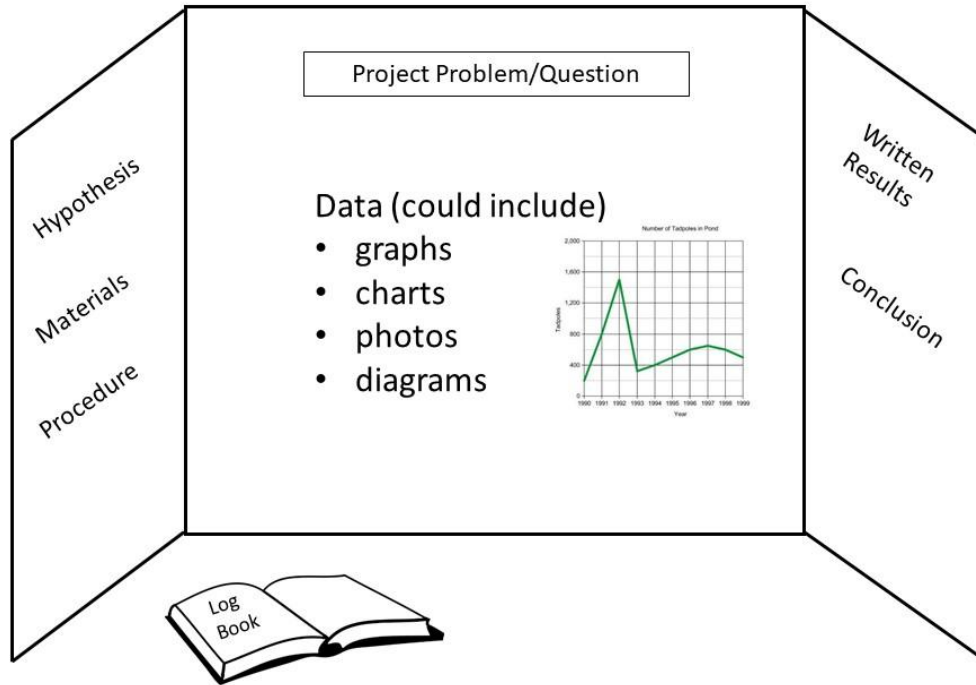 Project Problem/Question
Hypothesis
Materials
Procedure
Data (could include)
• graphs
• charts
• photos
• diagrams
Number of Tadpoles in Pond
Tadpoles
2,000
1,600
1,200
800
400
0
1990 1991 1992 1993 1994 1995 1996 1997 1998 1999
Year
Written
Results
Conclusion
Log
Book